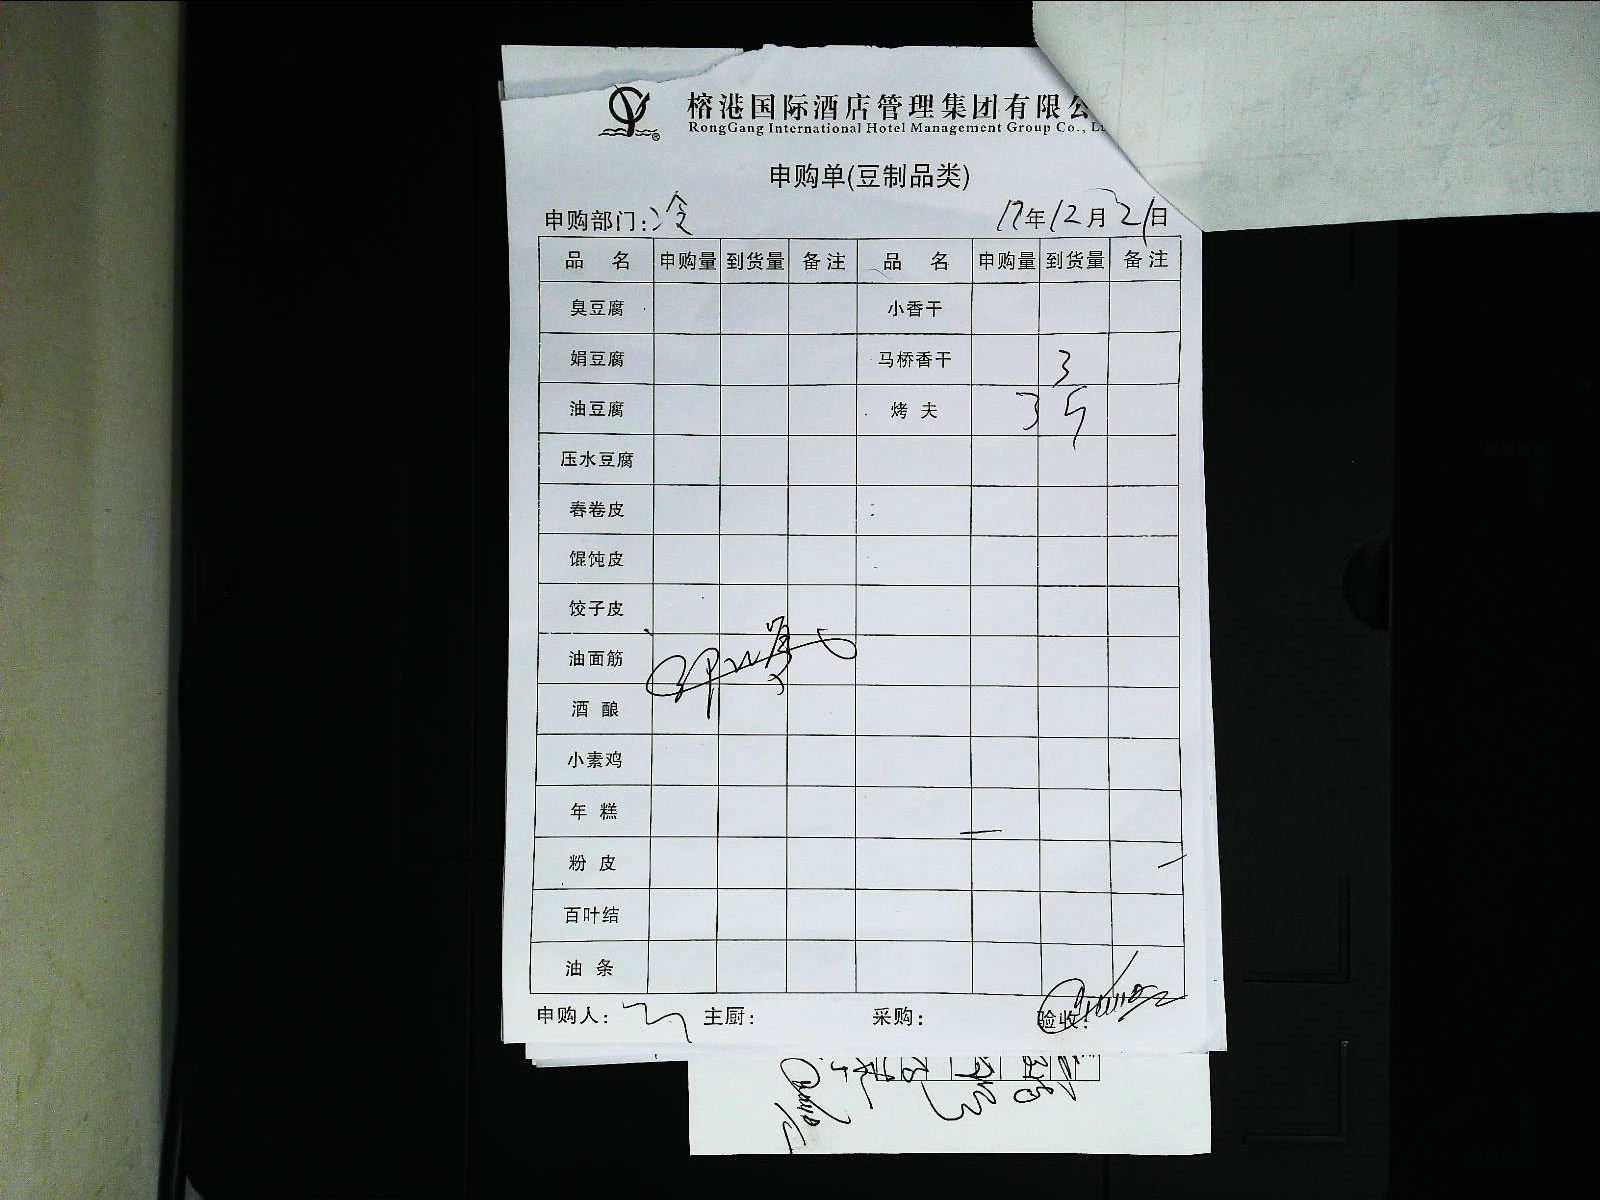 榕港国际酒店管理集团有限公
RongGang International Hotel Management Group Co., L
申购单(豆制品类)
申购部门:冷 17年12月21日
品 名 申购量 到货量 备注 品 名 申购量 到货量 备注
臭豆腐 小香干
娟豆腐 马桥香干 3
油豆腐 烤 夫 3 5
压水豆腐
春卷皮
馄饨皮
饺子皮
油面筋
酒 酿
小素鸡
年 糕
粉 皮
百叶结
油 条
申购人: 主厨: 采购: 验收: